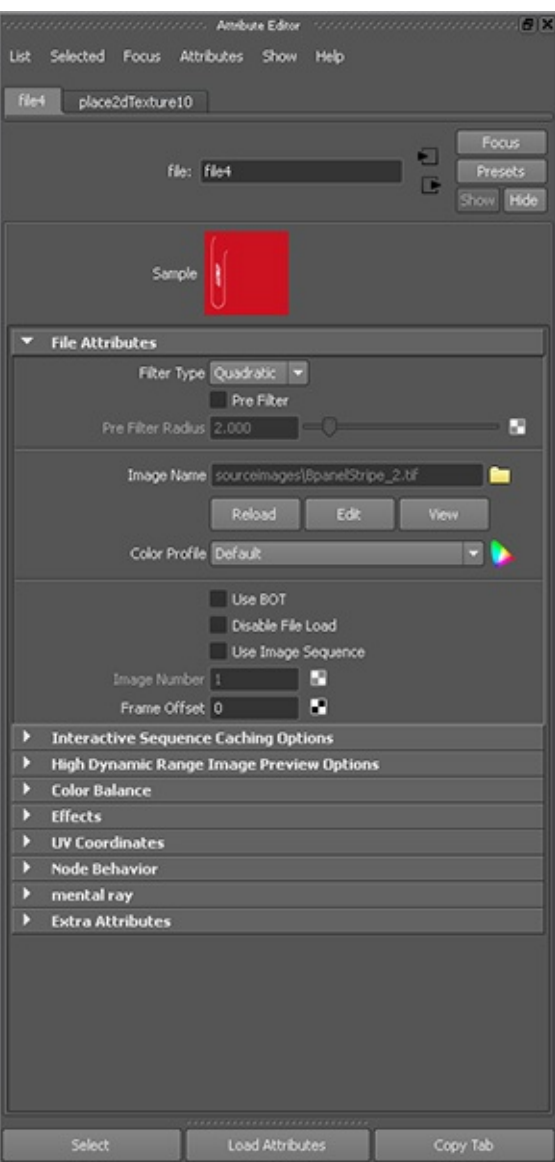 Attribute Editor
List Selected Focus Attributes Show Help
file4 place2dTexture10
Focus
file: file4
Presets
Show Hide
Sample
File Attributes
Filter Type Quadratic
Pre Filter
Pre Filter Radius 2.000
Image Name sourceimages\BpanelStripe_2.tif
Reload Edit View
Color Profile Default
Use BOT
Disable File Load
Use Image Sequence
Image Number 1
Frame Offset 0
Interactive Sequence Caching Options
High Dynamic Range Image Preview Options
Color Balance
Effects
UV Coordinates
Node Behavior
mental ray
Extra Attributes
Select Load Attributes Copy Tab